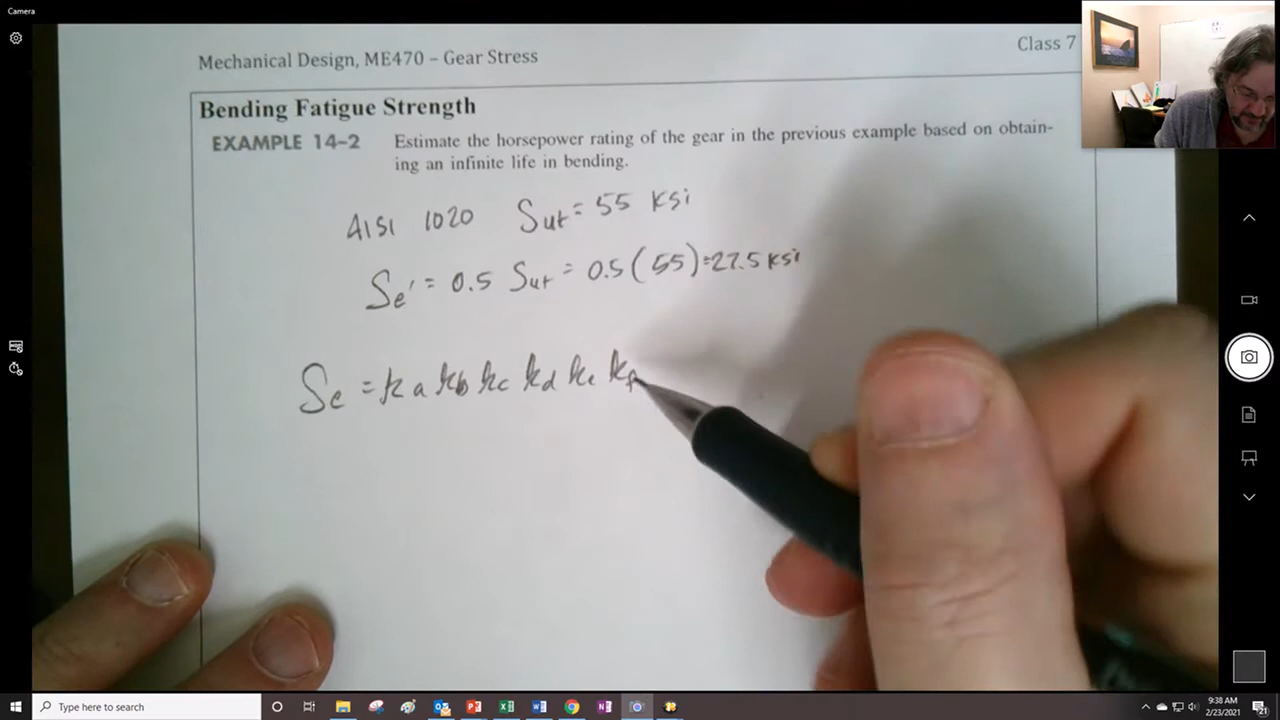 Camera
Mechanical Design, ME470 – Gear Stress
Class 7
Bending Fatigue Strength
EXAMPLE 14–2 Estimate the horsepower rating of the gear in the previous example based on obtain-
ing an infinite life in bending.
AISI 1020 Sut = 55 ksi
Se' = 0.5 Sut = 0.5(55) = 27.5 ksi
Se = ka kb kc kd ke kf
Type here to search
9:38 AM
2/23/2021
21